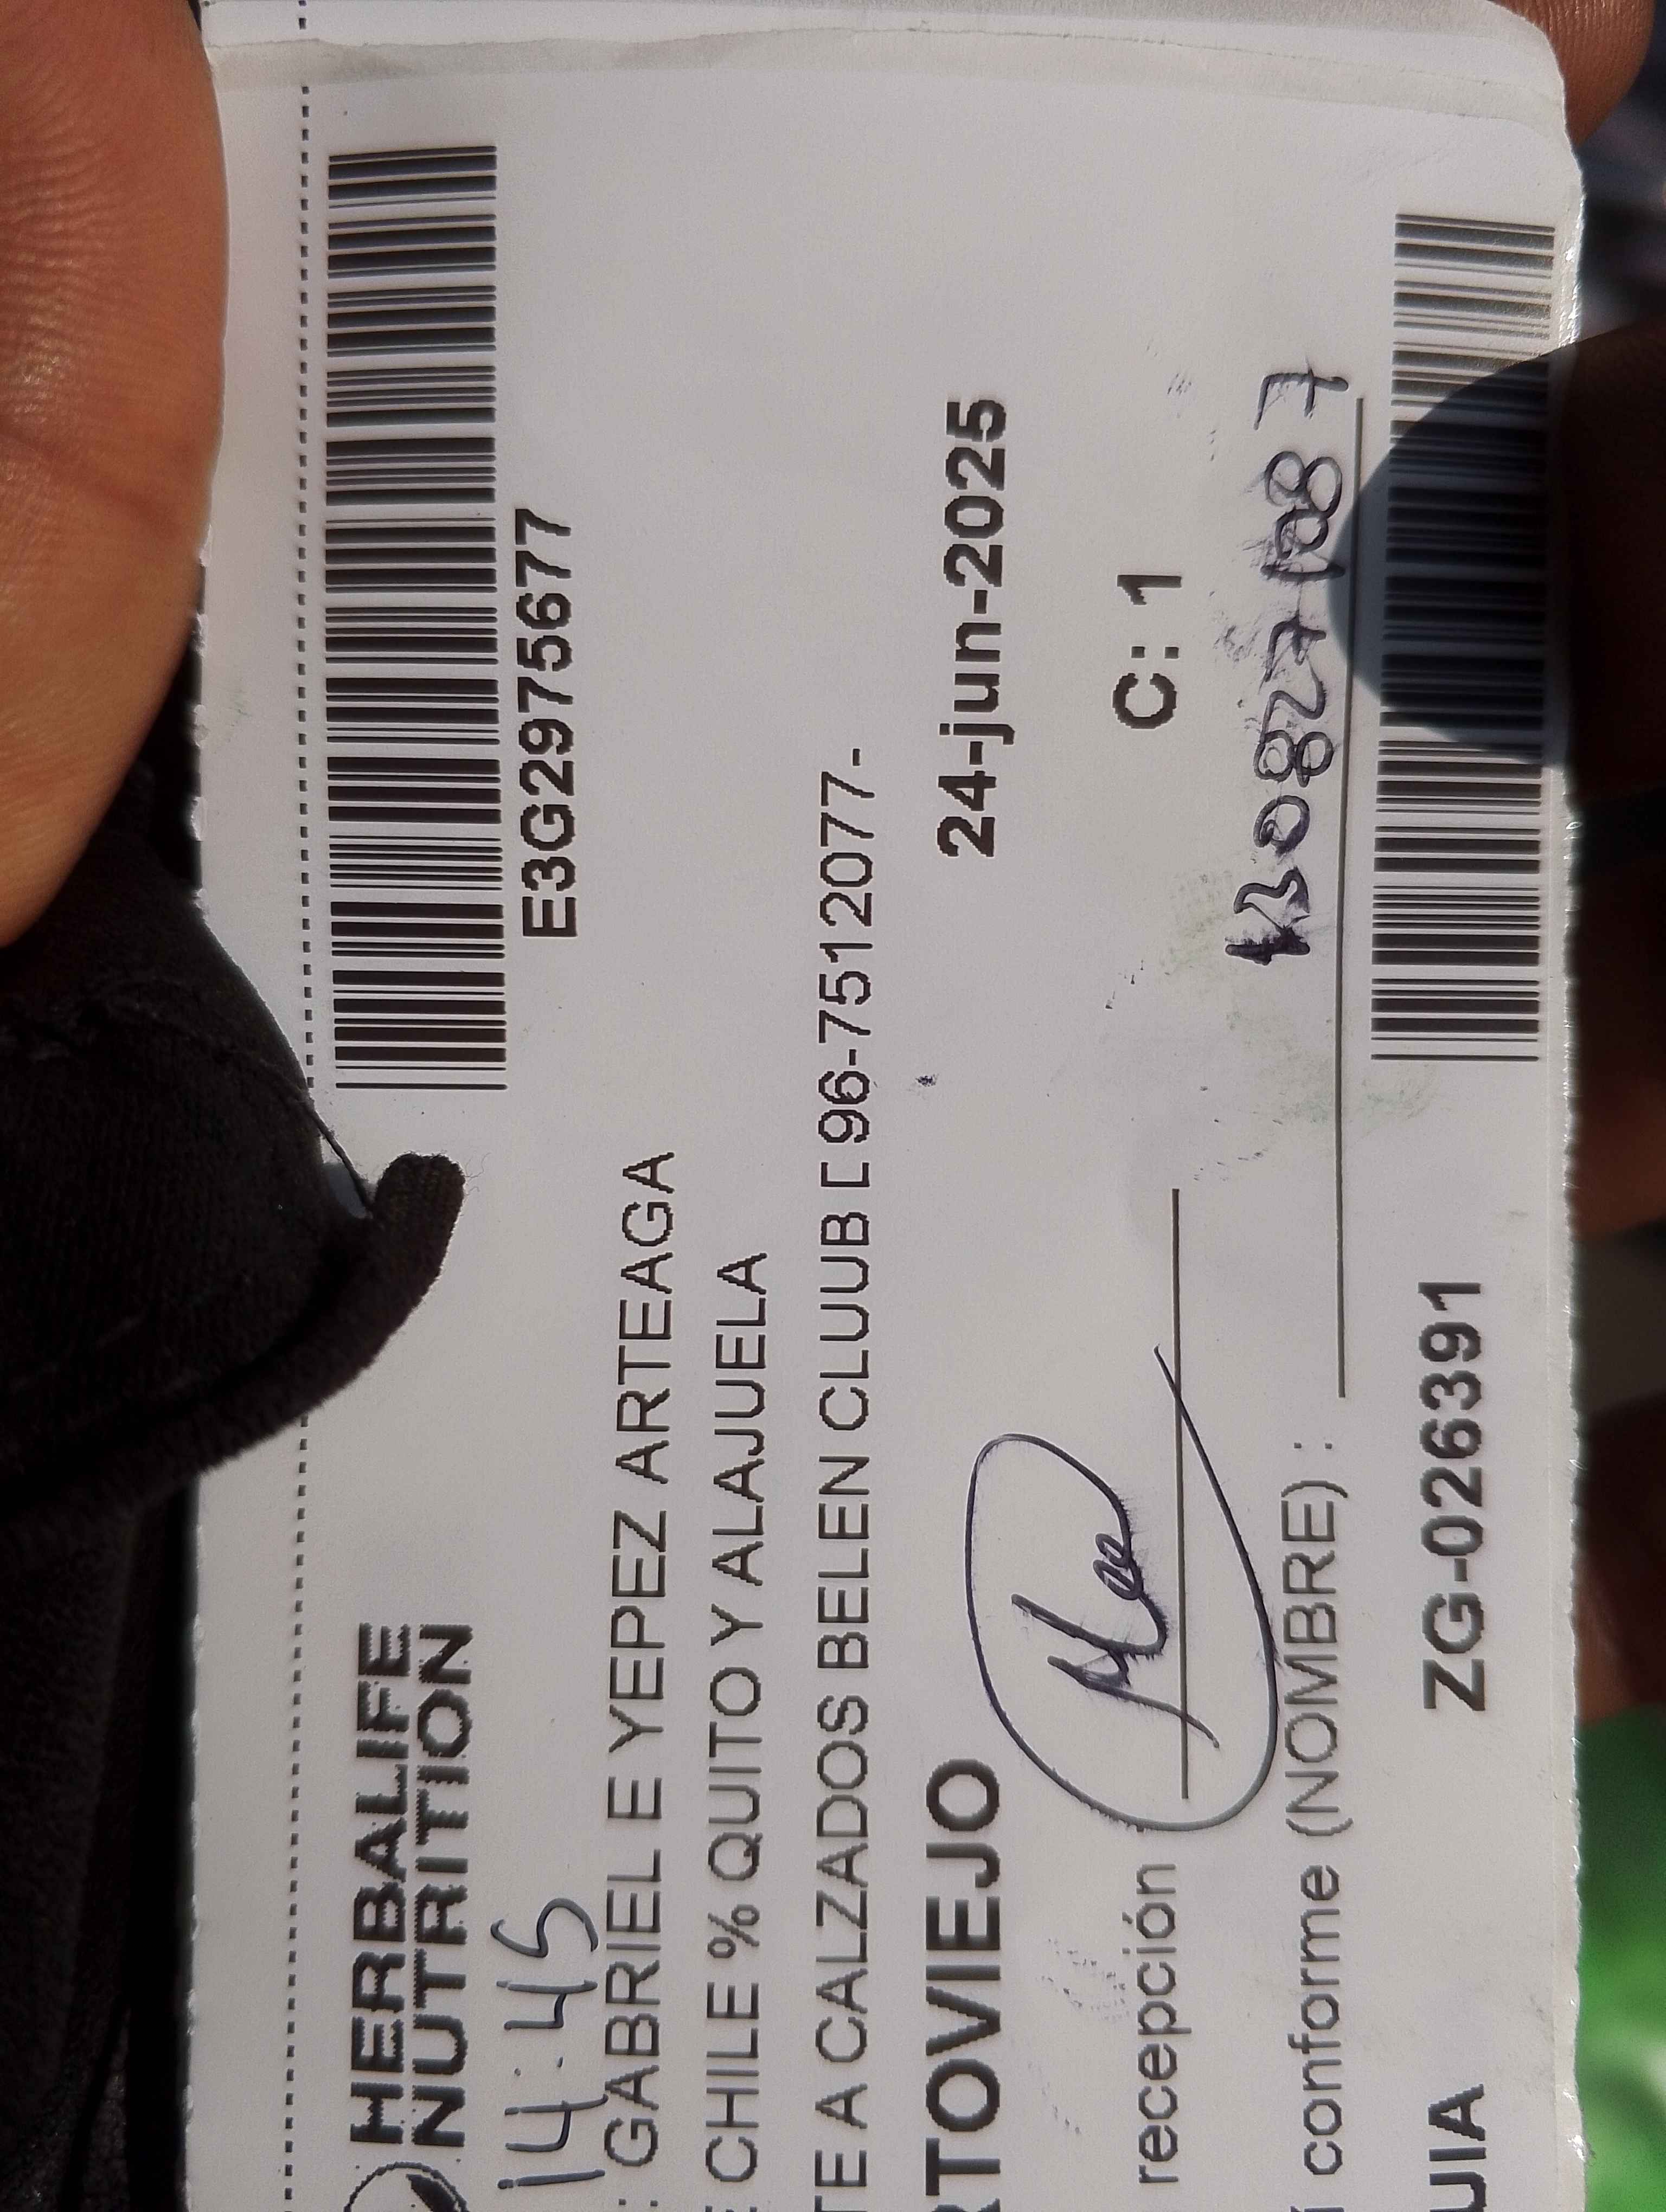 HERBALIFE
NUTRITION
E3G2975677
14:45
: GABRIEL E YEPEZ ARTEAGA
E CHILE % QUITO Y ALAJUELA
TE A CALZADOS BELEN CLUUB [ 96-7512077-
RTOVIEJO 24-jun-2025
recepción C: 1
í conforme (NOMBRE) :
UIA ZG-026391